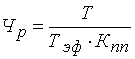 Ч_р = T / (T_эф · K_пп)